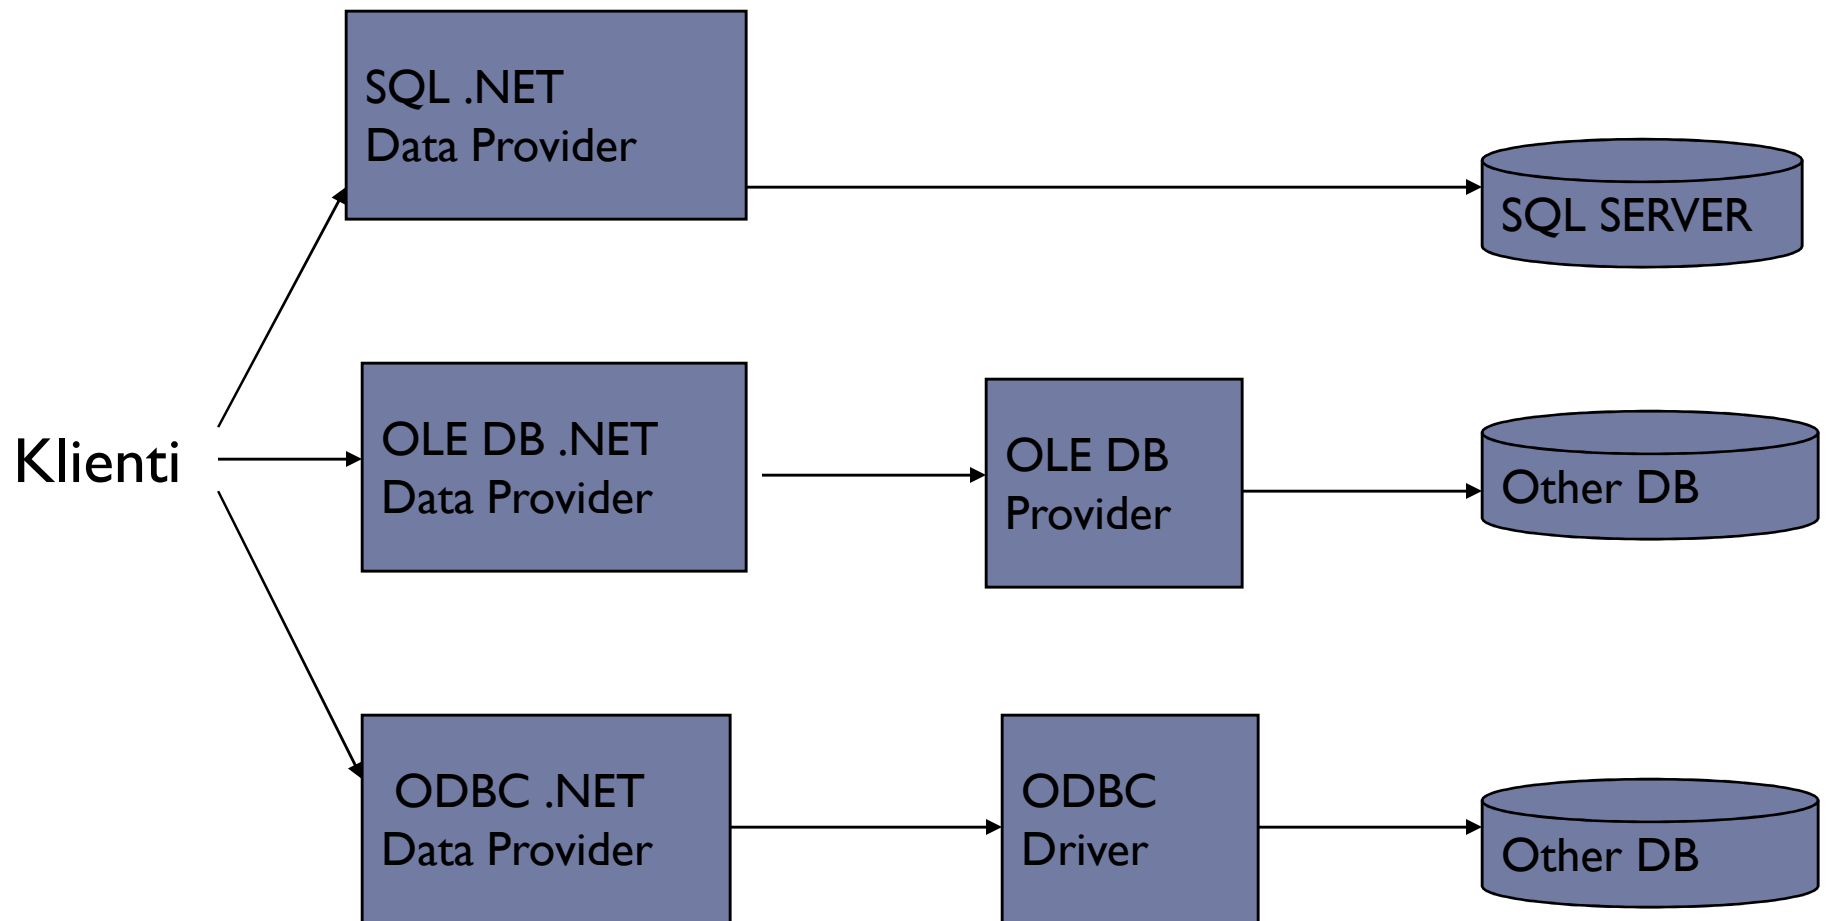 SQL .NET
Data Provider
SQL SERVER
Klienti
OLE DB .NET
Data Provider
OLE DB
Provider
Other DB
ODBC .NET
Data Provider
ODBC
Driver
Other DB